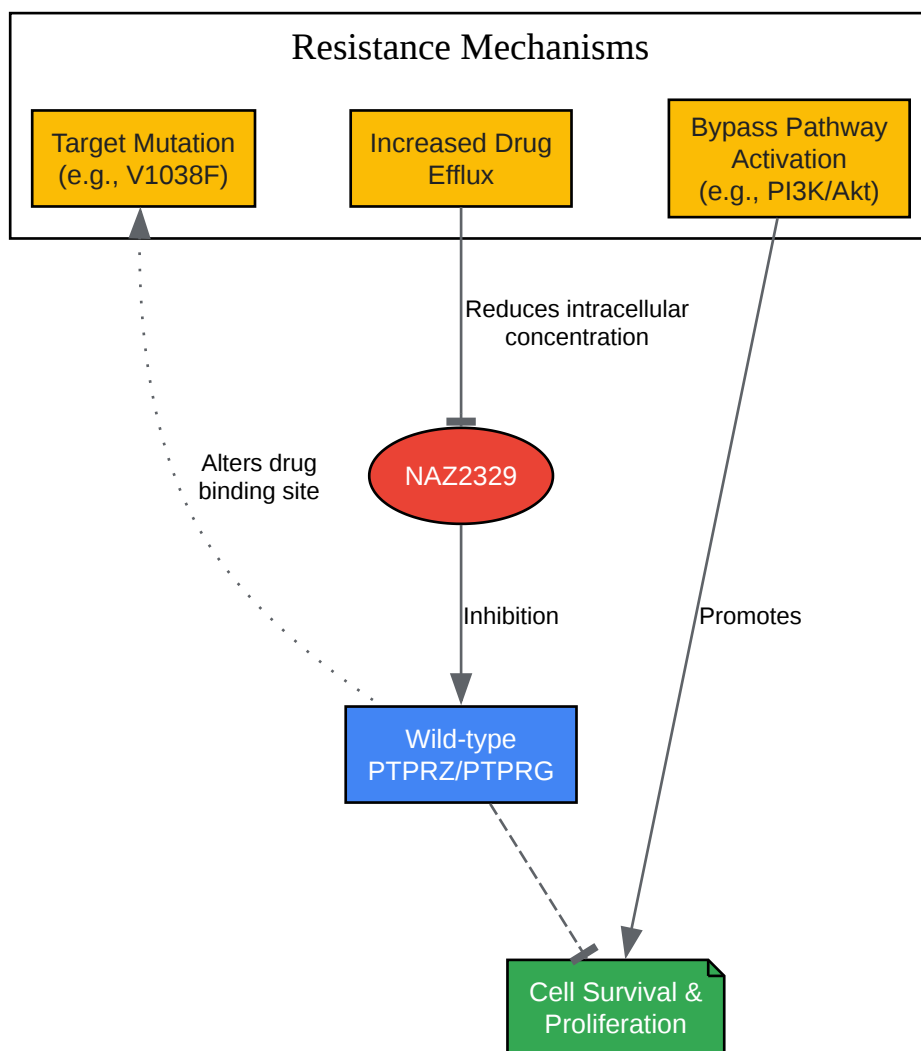 Resistance Mechanisms
Target Mutation
(e.g., V1038F)
Increased Drug
Efflux
Bypass Pathway
Activation
(e.g., PI3K/Akt)
Reduces intracellular
concentration
Alters drug
binding site
NAZ2329
Inhibition
Promotes
Wild-type
PTPRZ/PTPRG
Cell Survival &
Proliferation